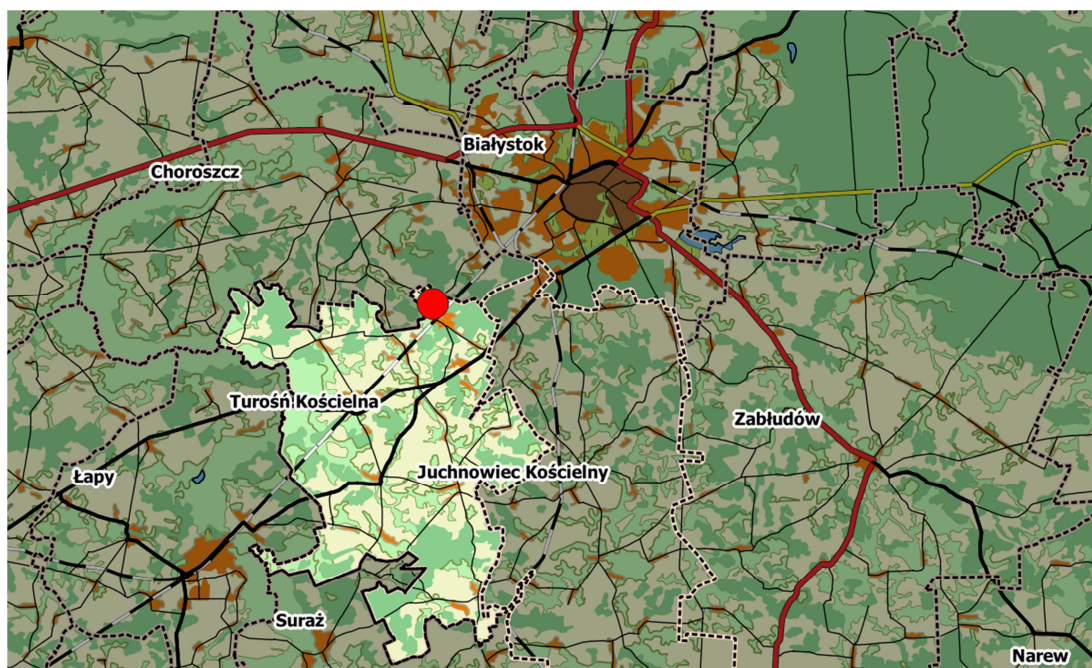 Białystok
Choroszcz
Turośń Kościelna
Zabłudów
Juchnowiec Kościelny
Łapy
Suraż
Narew